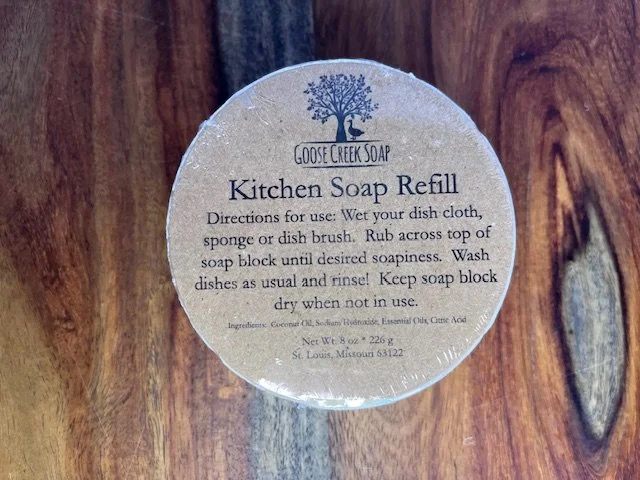 GOOSE CREEK SOAP
Kitchen Soap Refill
Directions for use: Wet your dish cloth,
sponge or dish brush. Rub across top of
soap block until desired soapiness. Wash
dishes as usual and rinse! Keep soap block
dry when not in use.
Ingredients: Coconut Oil, Sodium Hydroxide, Essential Oils, Citric Acid
Net Wt. 8 oz * 226 g
St. Louis, Missouri 63122